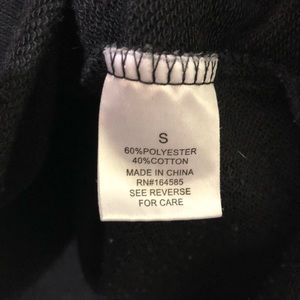 S
60%POLYESTER
40%COTTON
MADE IN CHINA
RN#164585
SEE REVERSE
FOR CARE